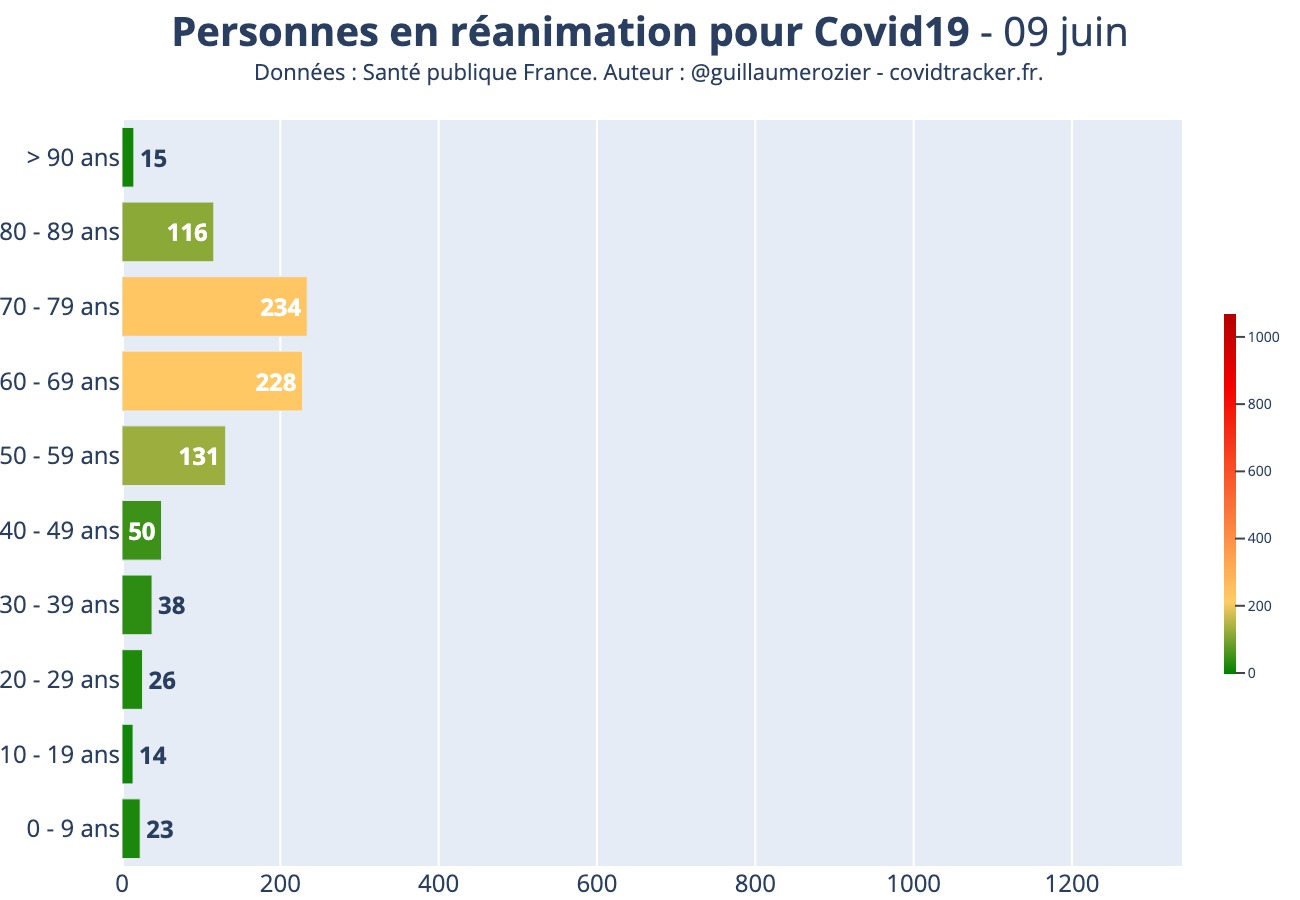 Personnes en réanimation pour Covid19 - 09 juin
Données : Santé publique France. Auteur : @guillaumerozier - covidtracker.fr.
> 90 ans 15
80 - 89 ans 116
70 - 79 ans 234
60 - 69 ans 228
50 - 59 ans 131
40 - 49 ans 50
30 - 39 ans 38
20 - 29 ans 26
10 - 19 ans 14
0 - 9 ans 23
0 200 400 600 800 1000 1200
1000
800
600
400
200
0